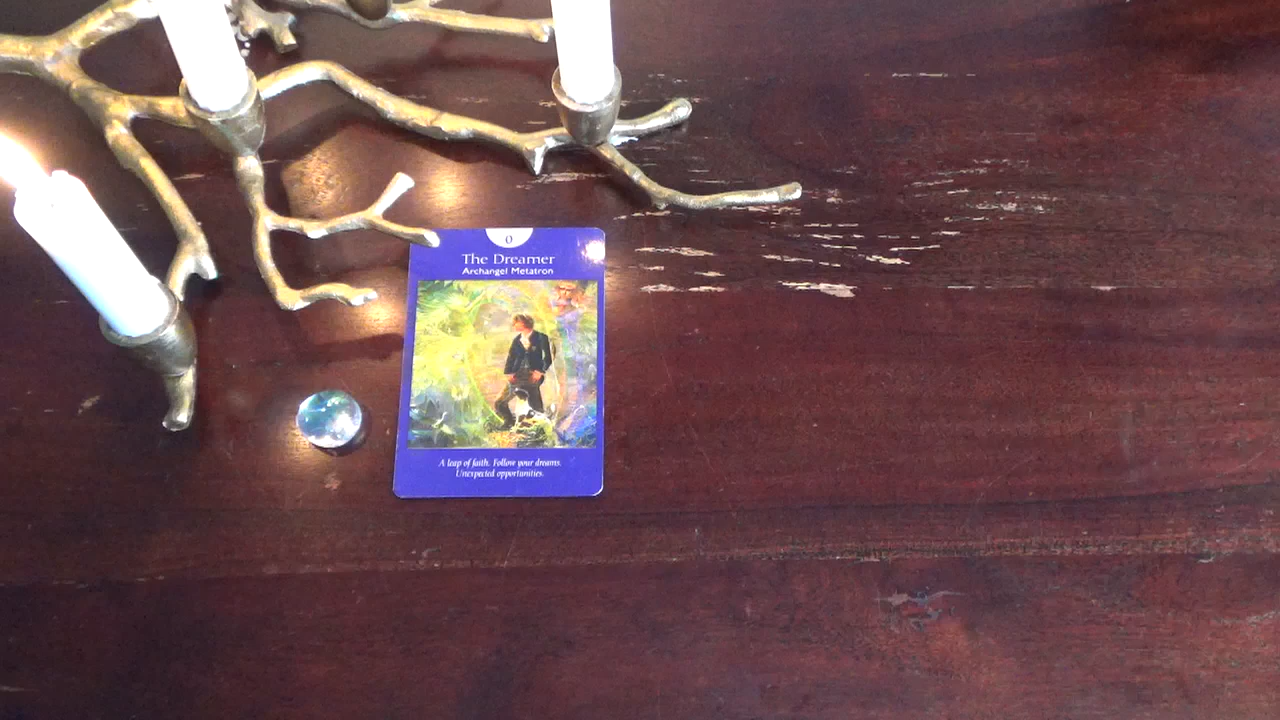 0
The Dreamer
Archangel Metatron
A leap of faith. Follow your dreams.
Unexpected opportunities.